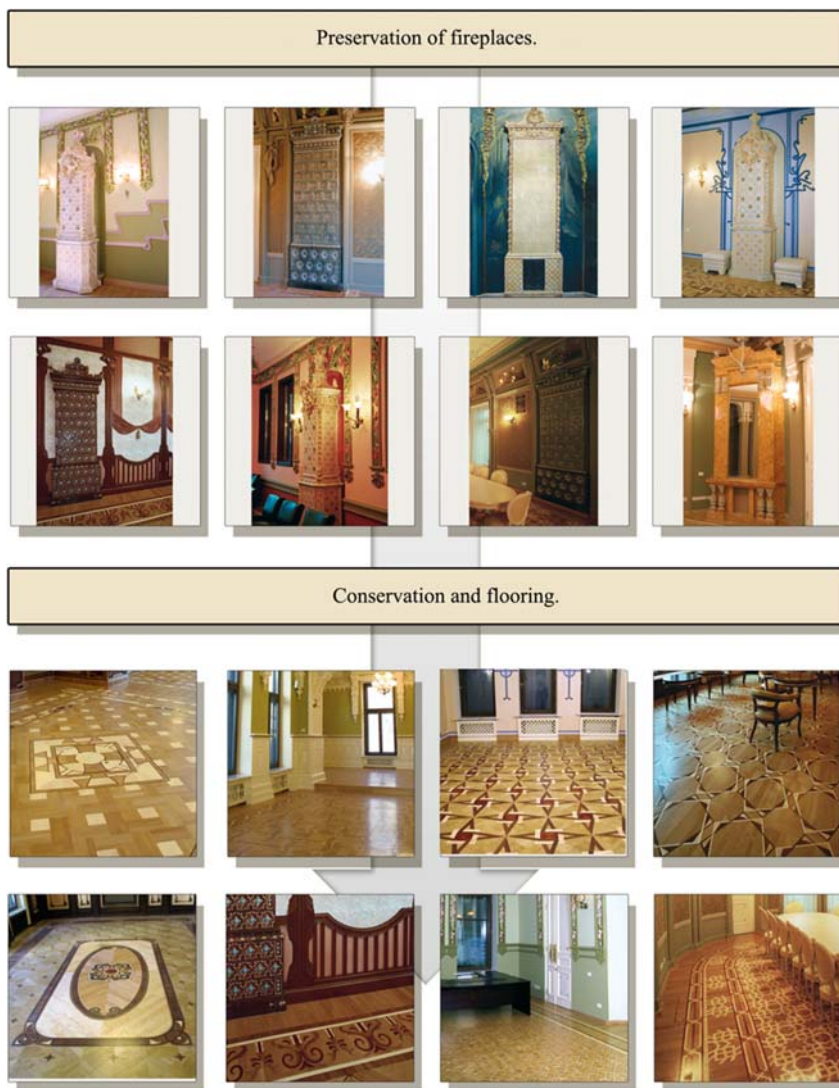 Preservation of fireplaces.
Conservation and flooring.